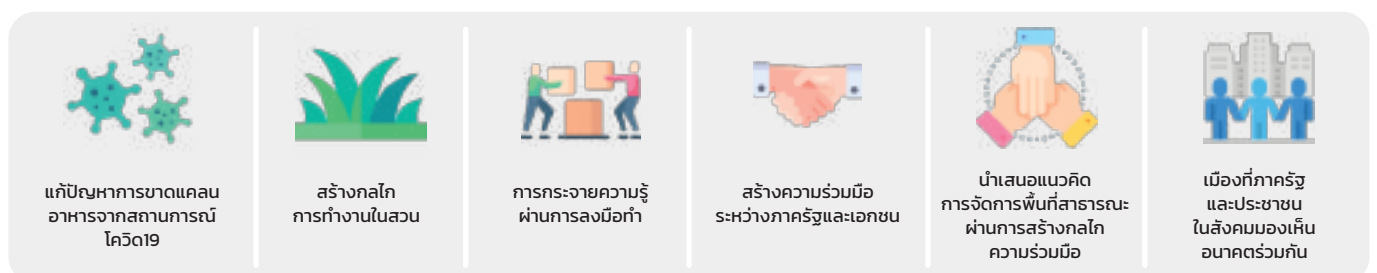 แก้ปัญหาการขาดแคลน
อาหารจากสถานการณ์
โควิด19
สร้างกลไก
การทำงานในสวน
การกระจายความรู้
ผ่านการลงมือทำ
สร้างความร่วมมือ
ระหว่างภาครัฐและเอกชน
นำเสนอแนวคิด
การจัดการพื้นที่สาธารณะ
ผ่านการสร้างกลไก
ความร่วมมือ
เมืองที่ภาครัฐ
และประชาชน
ในสังคมมองเห็น
อนาคตร่วมกัน